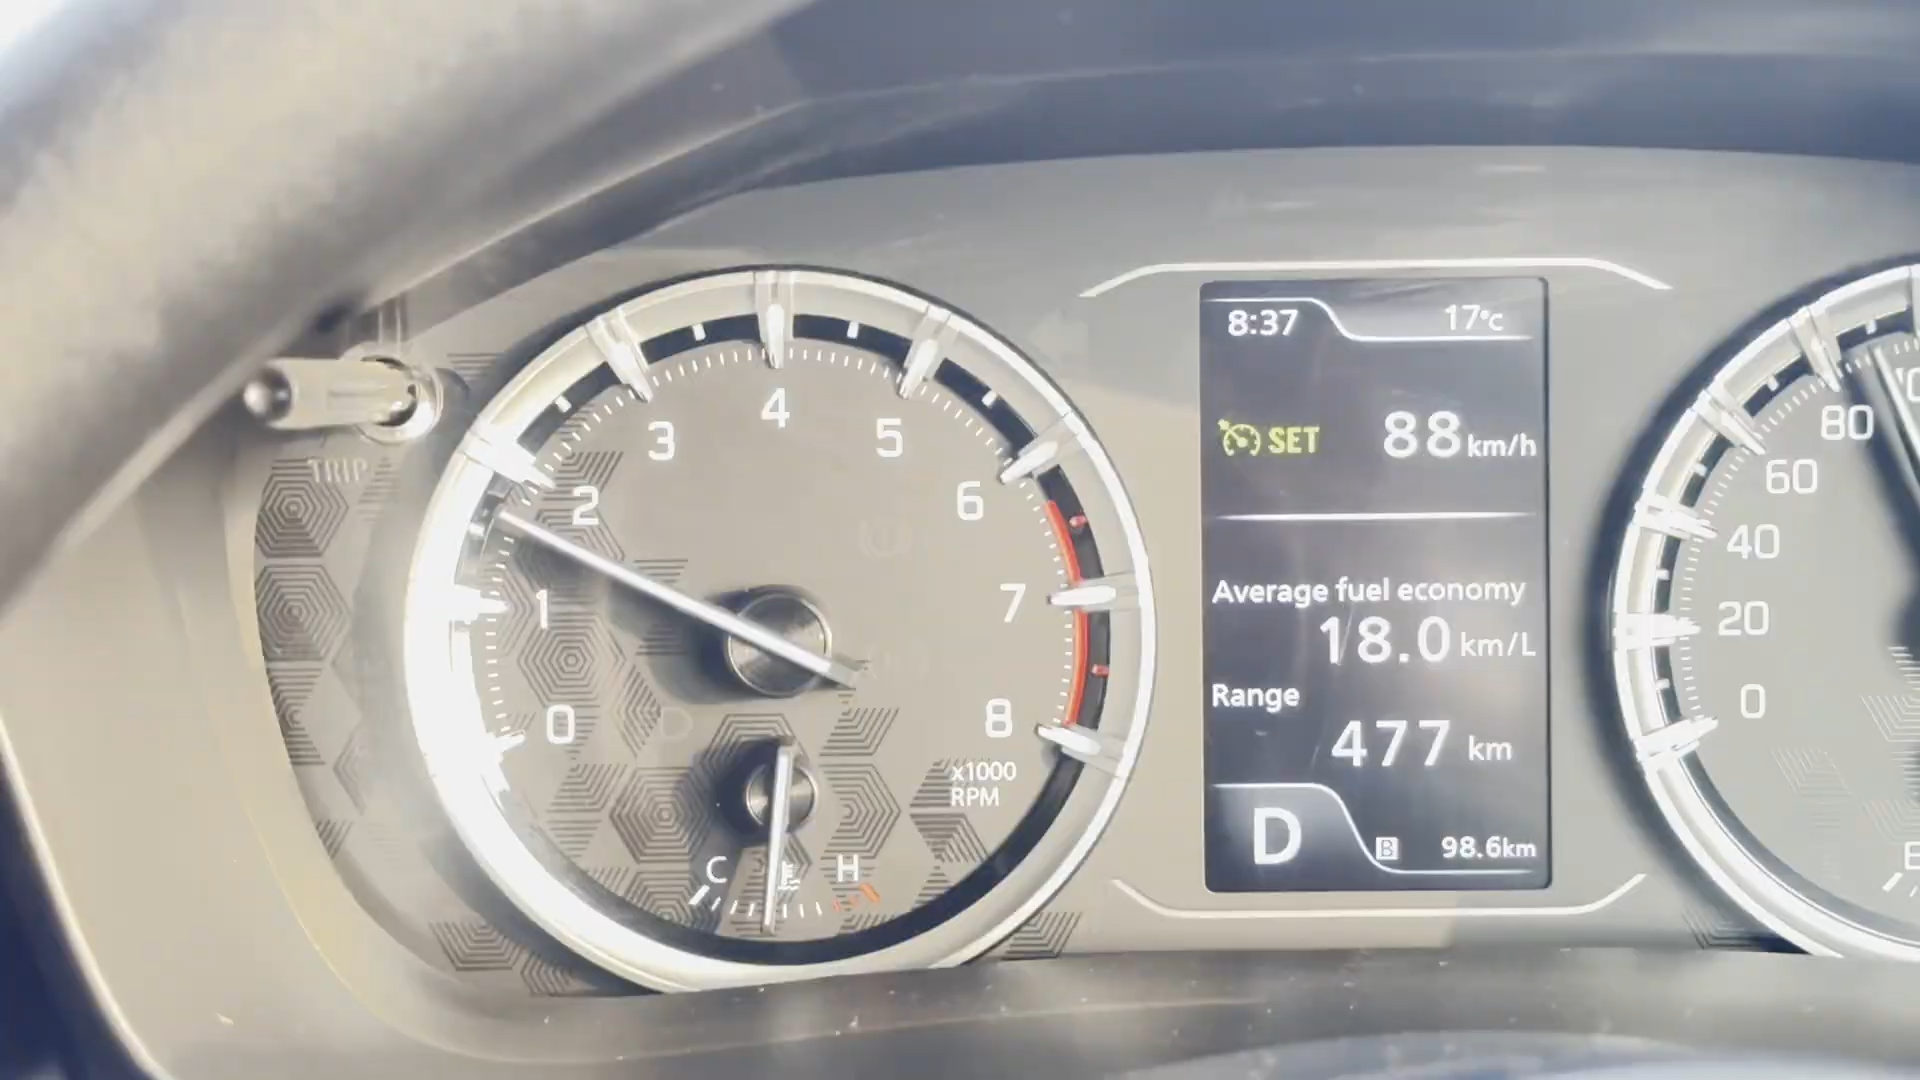 TRIP
0
1
2
3
4
5
6
7
8
x1000
RPM
C
H
8:37 17°C
SET 88 km/h
Average fuel economy
18.0 km/L
Range
477 km
D B 98.6km
80
60
40
20
0